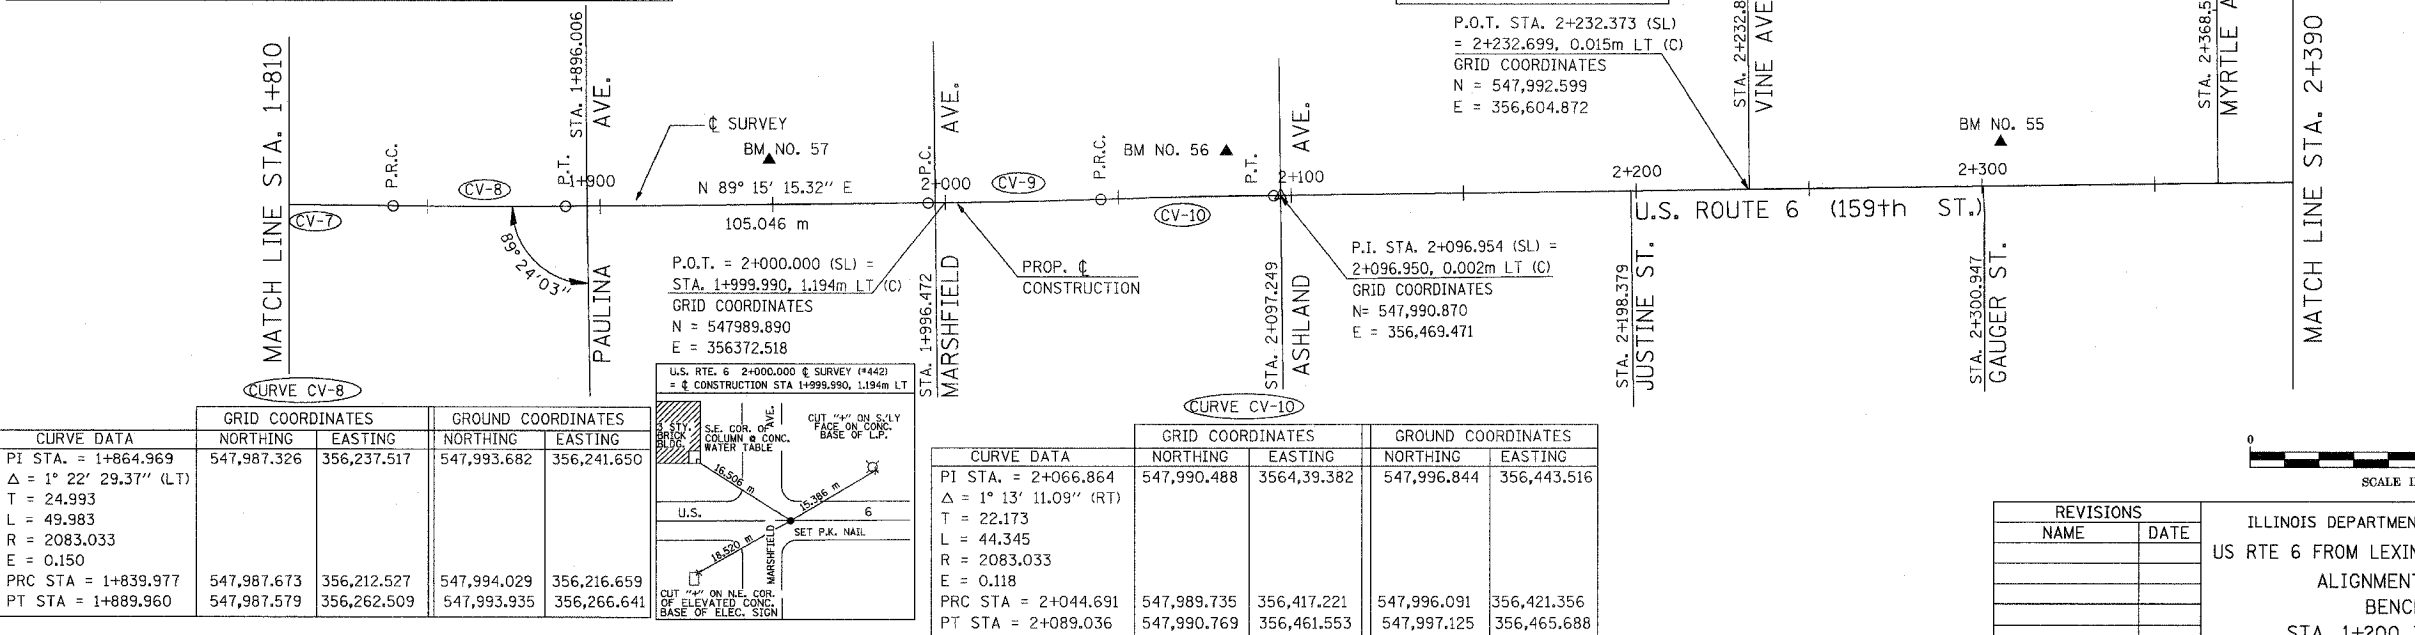 MATCH LINE STA. 1+810
CV-7
P.R.C.
CV-8
89° 24'03"
P.T.
STA. 1+896.006
PAULINA AVE.
1+900
℄ SURVEY
BM NO. 57
N 89° 15' 15.32" E
105.046 m
P.O.T. = 2+000.000 (SL) =
STA. 1+999.990, 1.194m LT (C)
GRID COORDINATES
N = 547989.890
E = 356372.518
P.C.
2+000
STA. 1+996.472
MARSHFIELD AVE.
CV-9
PROP. ℄
CONSTRUCTION
P.R.C.
BM NO. 56
CV-10
P.T.
2+100
STA. 2+097.249
ASHLAND AVE.
P.I. STA. 2+096.954 (SL) =
2+096.950, 0.002m LT (C)
GRID COORDINATES
N= 547,990.870
E = 356,469.471
P.O.T. STA. 2+232.373 (SL)
= 2+232.699, 0.015m LT (C)
GRID COORDINATES
N = 547,992.599
E = 356,604.872
2+200
U.S. ROUTE 6 (159th ST.)
STA. 2+198.379
JUSTINE ST.
STA. 2+232.8
VINE AVE
BM NO. 55
2+300
STA. 2+300.947
GAUGER ST.
STA. 2+368.5
MYRTLE A
MATCH LINE STA. 2+390
CURVE CV-8
GRID COORDINATES GROUND COORDINATES
CURVE DATA NORTHING EASTING NORTHING EASTING
PI STA. = 1+864.969 547,987.326 356,237.517 547,993.682 356,241.650
Δ = 1° 22' 29.37" (LT)
T = 24.993
L = 49.983
R = 2083.033
E = 0.150
PRC STA = 1+839.977 547,987.673 356,212.527 547,994.029 356,216.659
PT STA = 1+889.960 547,987.579 356,262.509 547,993.935 356,266.641
U.S. RTE. 6 2+000.000 ℄ SURVEY (#442)
= ℄ CONSTRUCTION STA 1+999.990, 1.194m LT
3 STY.
BRICK
BLDG.
S.E. COR. OF
COLUMN @ CONC.
WATER TABLE
AVE.
CUT "+" ON S.'LY
FACE ON CONC.
BASE OF L.P.
16.506 m
15.386 m
U.S. 6
SET P.K. NAIL
18.520 m
MARSHFIELD
CUT "+" ON N.E. COR.
OF ELEVATED CONC.
BASE OF ELEC. SIGN
CURVE CV-10
GRID COORDINATES GROUND COORDINATES
CURVE DATA NORTHING EASTING NORTHING EASTING
PI STA. = 2+066.864 547,990.488 3564,39.382 547,996.844 356,443.516
Δ = 1° 13' 11.09" (RT)
T = 22.173
L = 44.345
R = 2083.033
E = 0.118
PRC STA = 2+044.691 547,989.735 356,417.221 547,996.091 356,421.356
PT STA = 2+089.036 547,990.769 356,461.553 547,997.125 356,465.688
0
SCALE I
REVISIONS
NAME DATE
ILLINOIS DEPARTMEN
US RTE 6 FROM LEXIN
ALIGNMENT
BENC
STA. 1+200